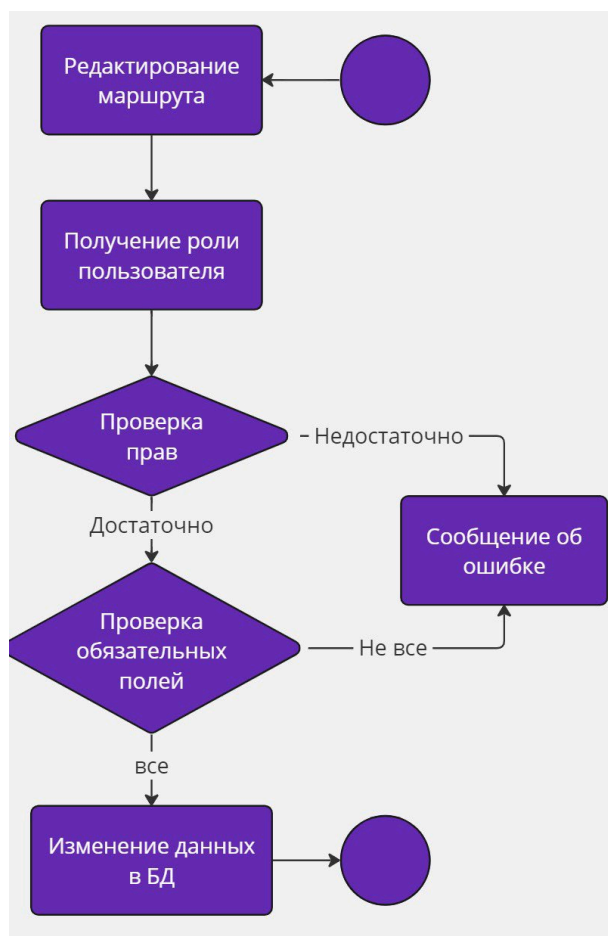 Редактирование
маршрута
Получение роли
пользователя
Проверка
прав
Недостаточно
Достаточно
Сообщение об
ошибке
Проверка
обязательных
полей
Не все
все
Изменение данных
в БД